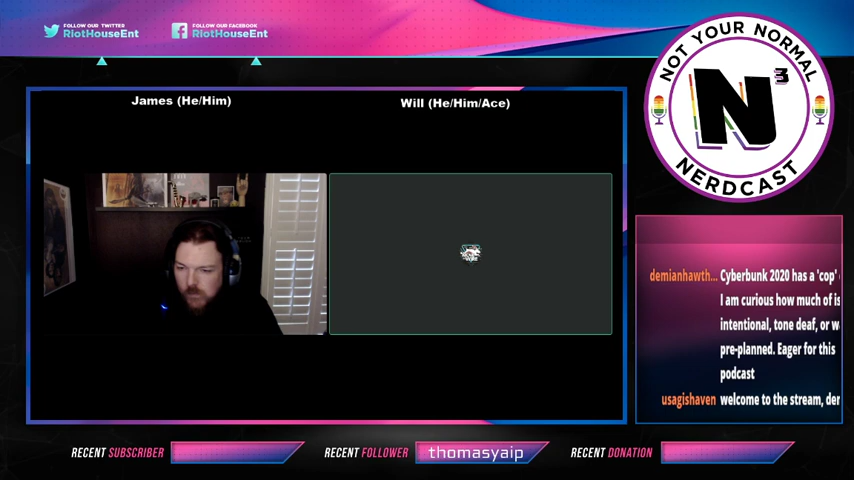 FOLLOW OUR TWITTER
RiotHouseEnt
FOLLOW OUR FACEBOOK
RiotHouseEnt
NOT YOUR NORMAL
N3
NERDCAST
James (He/Him)
Will (He/Him/Ace)
demianhawth... Cyberbunk 2020 has a 'cop'
I am curious how much of is
intentional, tone deaf, or w
pre-planned. Eager for this
podcast
usagishaven welcome to the stream, der
RECENT SUBSCRIBER
RECENT FOLLOWER thomasyaip
RECENT DONATION